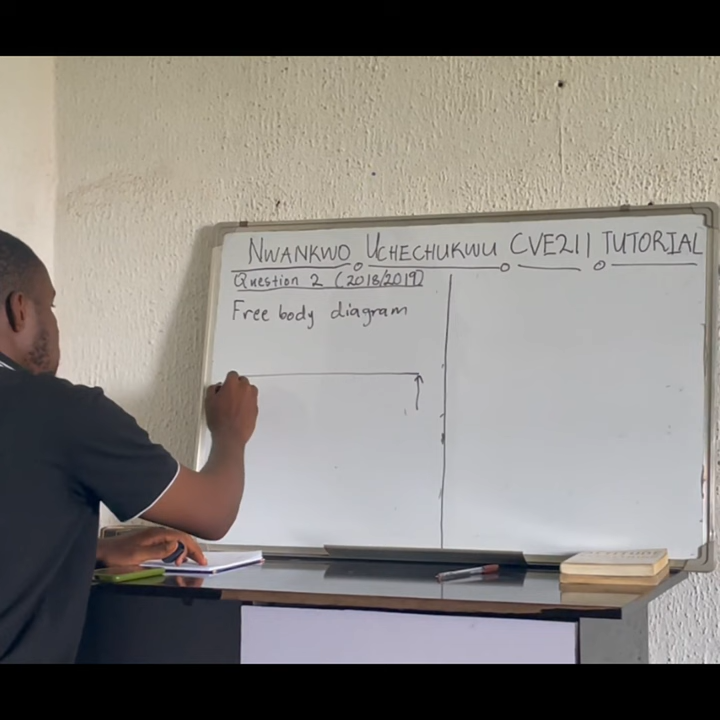 NWANKWO UCHECHUKWU CVE211 TUTORIAL
Question 2 (2018/2019)
Free body diagram